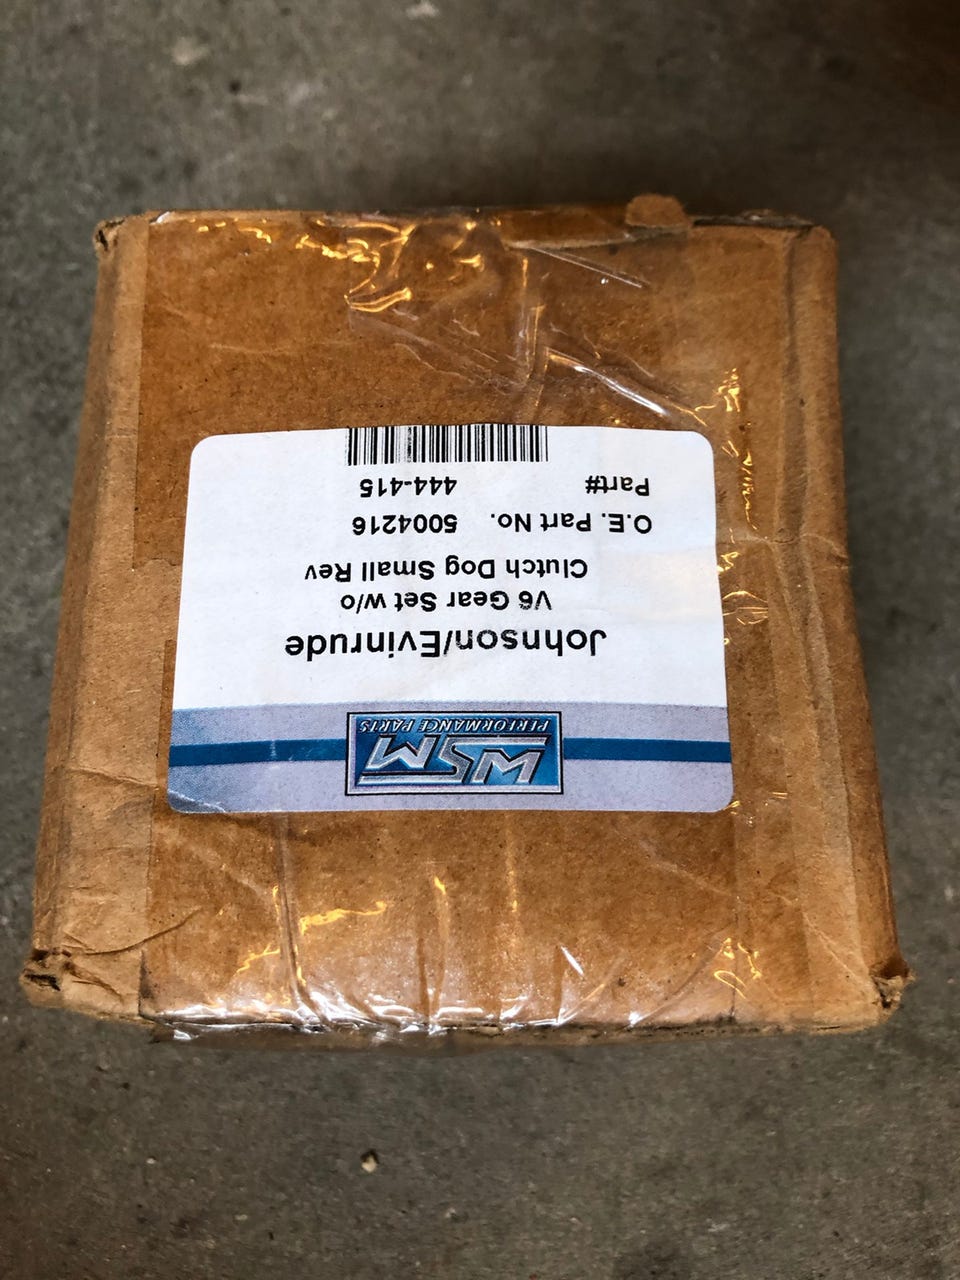 WSM
PERFORMANCE PARTS
Johnson/Evinrude
V6 Gear Set w/o
Clutch Dog Small Rev
O.E. Part No. 5004216
Part# 444-415